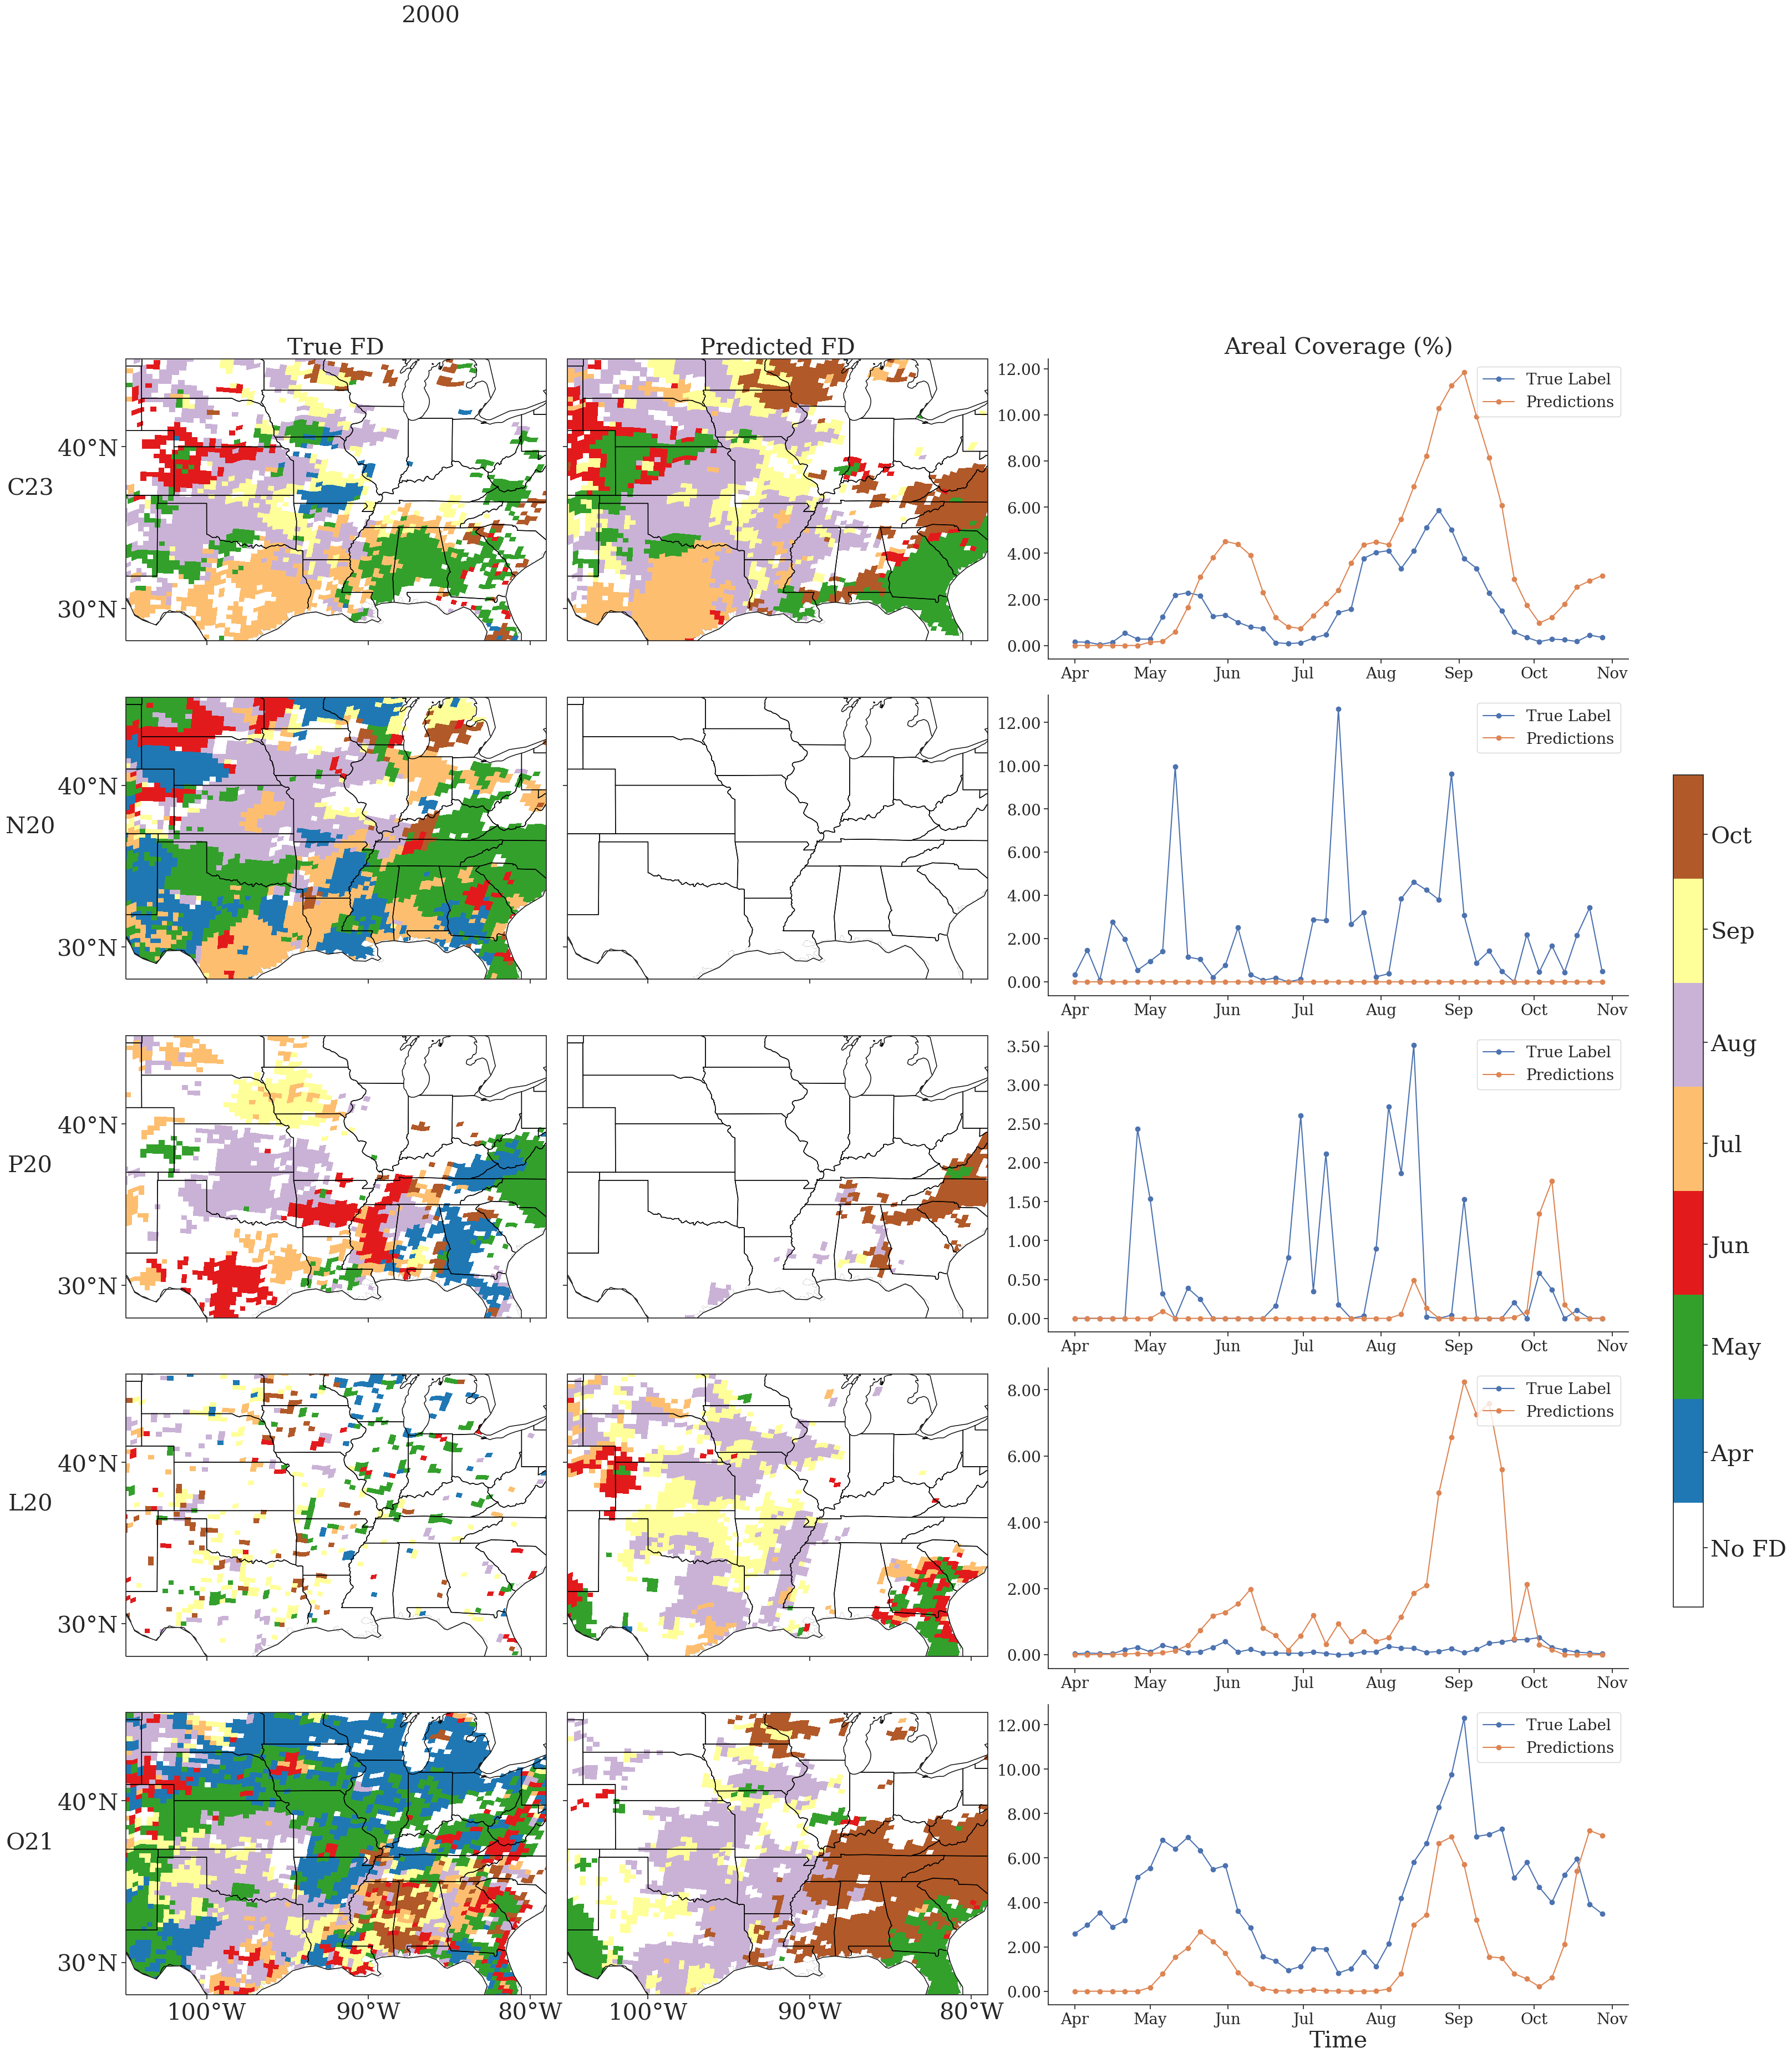 2000
True FD
Predicted FD
Areal Coverage (%)
C23
40°N
30°N
12.00
10.00
8.00
6.00
4.00
2.00
0.00
True Label
Predictions
Apr May Jun Jul Aug Sep Oct Nov
N20
40°N
30°N
12.00
10.00
8.00
6.00
4.00
2.00
0.00
True Label
Predictions
Apr May Jun Jul Aug Sep Oct Nov
P20
40°N
30°N
3.50
3.00
2.50
2.00
1.50
1.00
0.50
0.00
True Label
Predictions
Apr May Jun Jul Aug Sep Oct Nov
L20
40°N
30°N
8.00
6.00
4.00
2.00
0.00
True Label
Predictions
Apr May Jun Jul Aug Sep Oct Nov
O21
40°N
30°N
100°W 90°W 80°W
100°W 90°W 80°W
12.00
10.00
8.00
6.00
4.00
2.00
0.00
True Label
Predictions
Apr May Jun Jul Aug Sep Oct Nov
Time
Oct
Sep
Aug
Jul
Jun
May
Apr
No FD